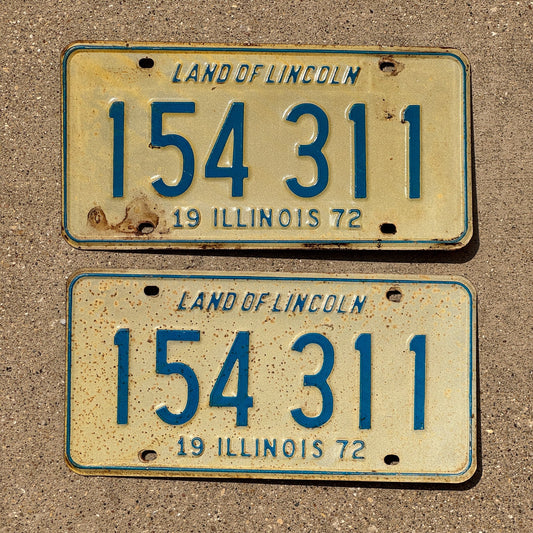 LAND OF LINCOLN
154 311
19 ILLINOIS 72
LAND OF LINCOLN
154 311
19 ILLINOIS 72